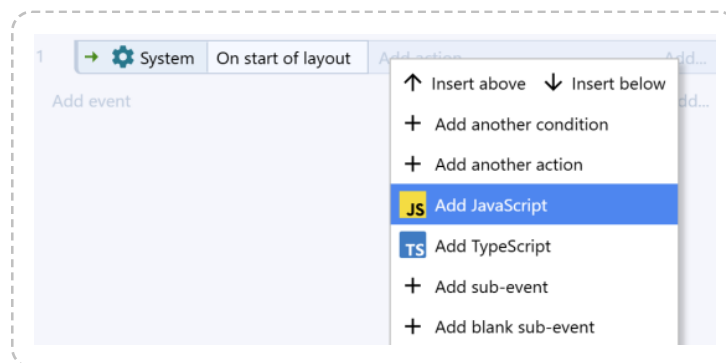 1 System On start of layout Add action Add...
Insert above Insert below
Add event Add...
Add another condition
Add another action
JS Add JavaScript
TS Add TypeScript
Add sub-event
Add blank sub-event